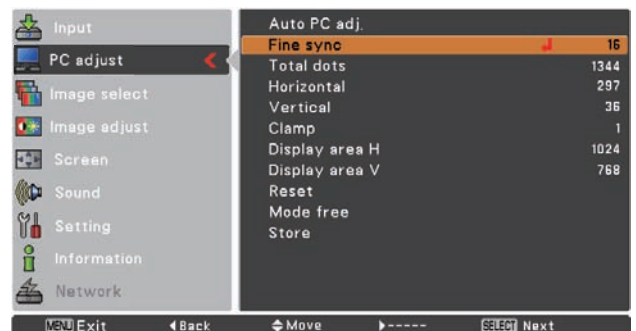 Input
PC adjust
Image select
Image adjust
Screen
Sound
Setting
Information
Network
Auto PC adj.
Fine sync 16
Total dots 1344
Horizontal 297
Vertical 36
Clamp 1
Display area H 1024
Display area V 768
Reset
Mode free
Store
MENU Exit ◀Back ◆Move ▶----- SELECT Next